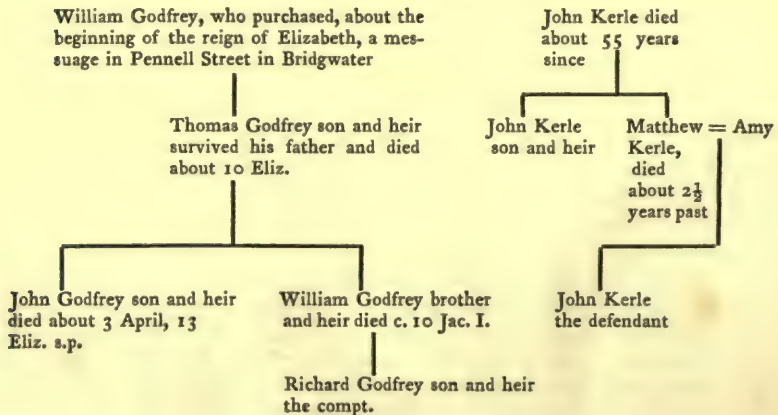 William Godfrey, who purchased, about the
beginning of the reign of Elizabeth, a mes-
suage in Pennell Street in Bridgwater
John Kerle died
about 55 years
since
Thomas Godfrey son and heir
survived his father and died
about 10 Eliz.
John Kerle
son and heir
Matthew = Amy
Kerle,
died
about 2½
years past
John Godfrey son and heir
died about 3 April, 13
Eliz. s.p.
William Godfrey brother
and heir died c. 10 Jac. I.
John Kerle
the defendant
Richard Godfrey son and heir
the compt.